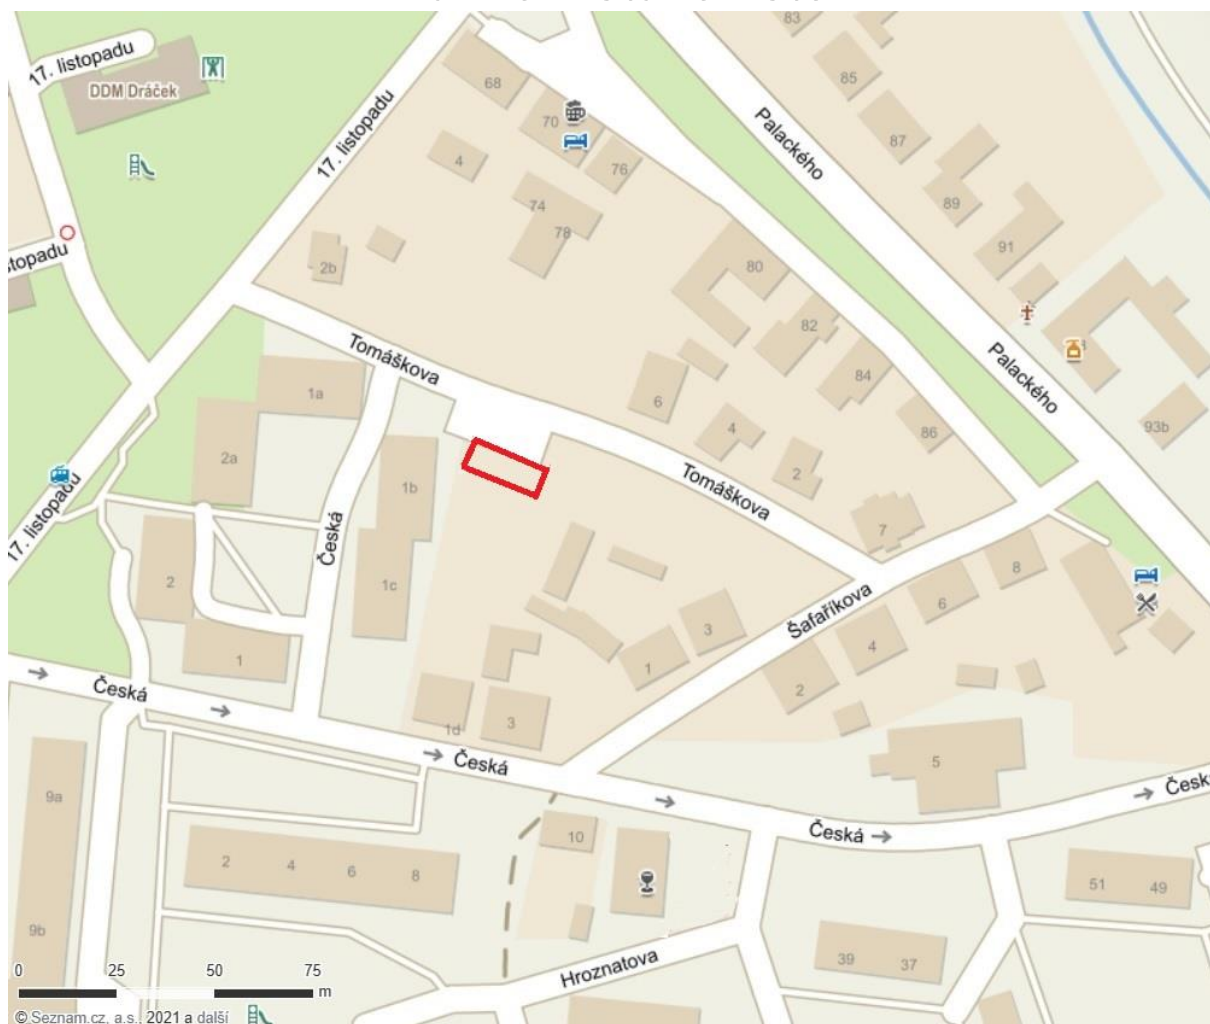 83
17. listopadu
DDM Dráček
68
85
70
Palackého
17. listopadu
87
4
76
89
74
78
91
listopadu
2b
80
82
Tomáškova
Palackého
84
1a
6
93b
4
86
2a
2
Tomáškova
1b
7
17. listopadu
Česká
8
2
1c
6
Šafaříkova
3
4
1
1
2
Česká
1d
3
Česká
5
Česk
9a
Česká
10
2 4 6 8
51 49
9b
39 37
Hroznatova
0 25 50 75
m
© Seznam.cz, a.s., 2021 a další